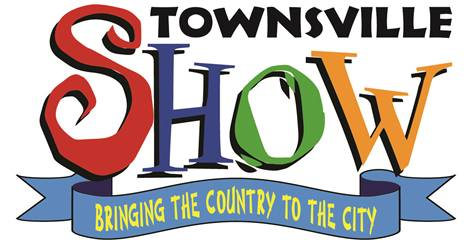 TOWNSVILLE
SHOW
BRINGING THE COUNTRY TO THE CITY